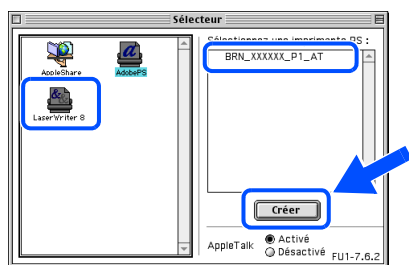 Sélecteur
Sélectionnez une imprimante PS :
BRN_XXXXXX_P1_AT
AppleShare
AdobePS
LaserWriter 8
Créer
AppleTalk
Activé
Désactivé
FU1-7.6.2